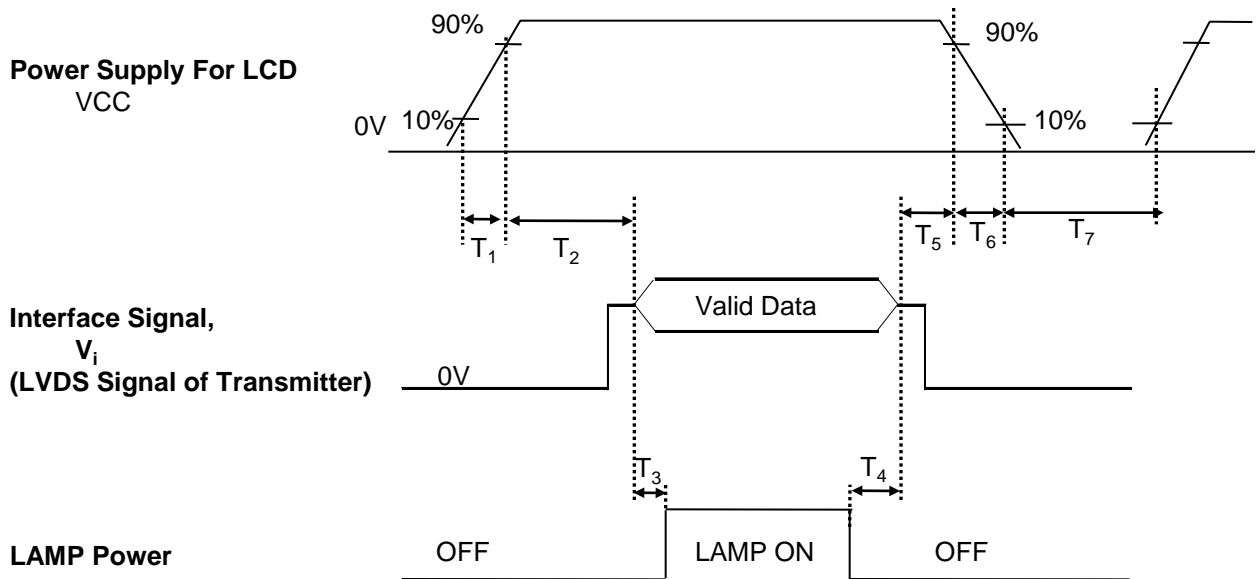 90%
90%
Power Supply For LCD
VCC
0V
10%
10%
T1
T2
T5
T6
T7
Interface Signal,
Vi
(LVDS Signal of Transmitter)
Valid Data
0V
T3
T4
LAMP Power
OFF
LAMP ON
OFF